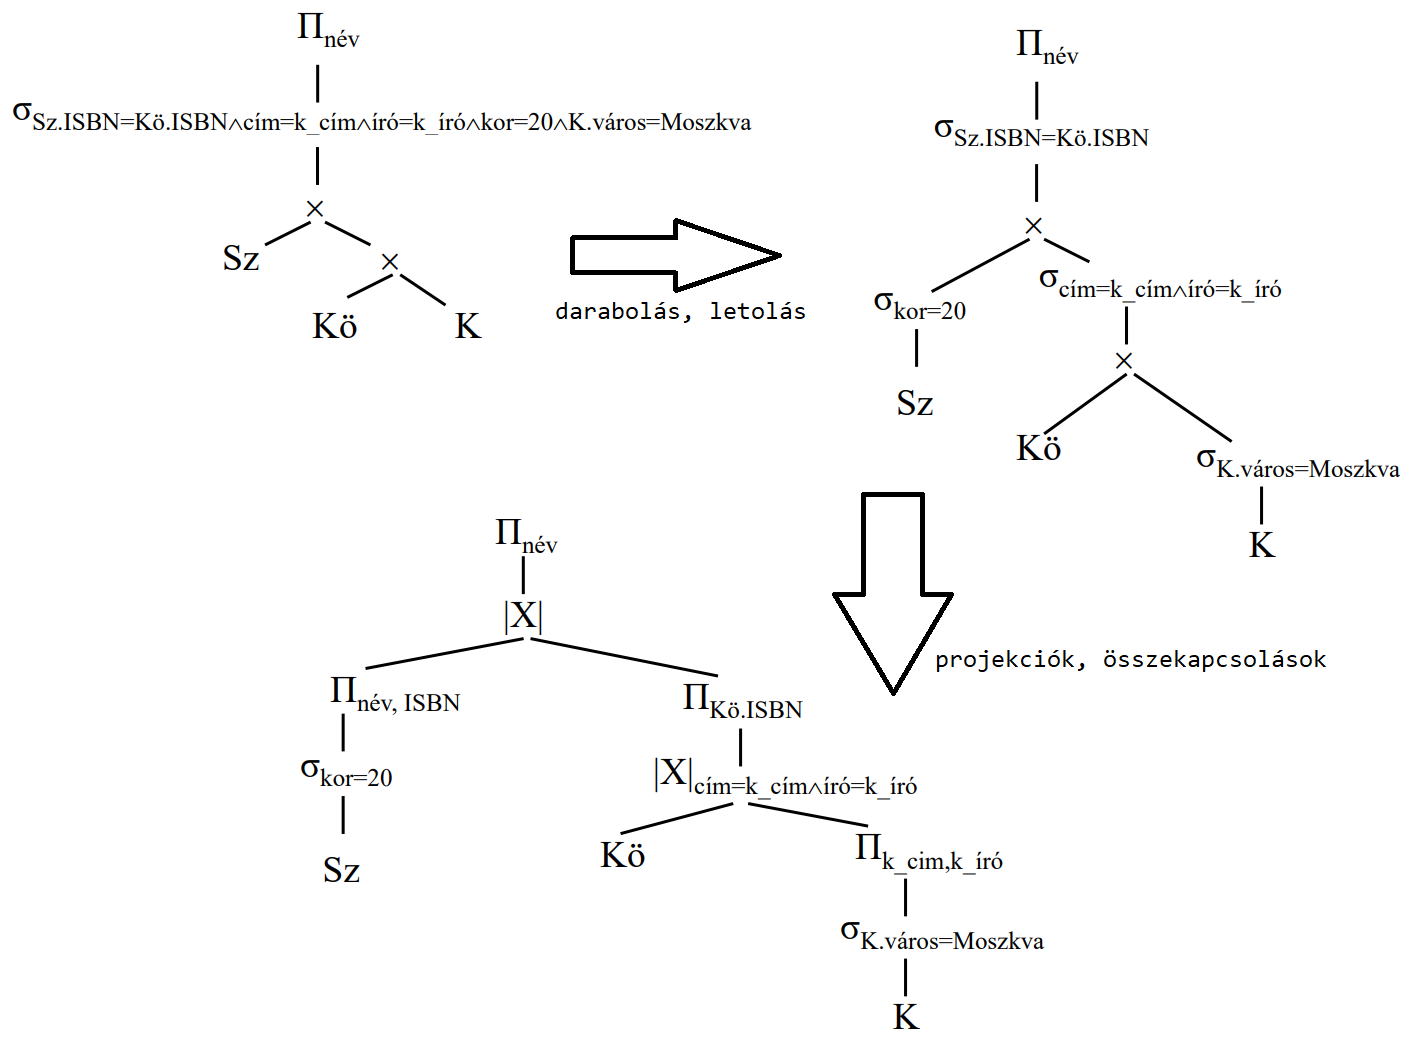 Πnév
σSz.ISBN=Kö.ISBN∧cím=k_cím∧író=k_író∧kor=20∧K.város=Moszkva
×
Sz ×
Kö K
darabolás, letolás
Πnév
σSz.ISBN=Kö.ISBN
×
σkor=20 σcím=k_cím∧író=k_író
Sz ×
Kö σK.város=Moszkva
K
projekciók, összekapcsolások
Πnév
|X|
Πnév, ISBN ΠKö.ISBN
σkor=20 |X|cím=k_cím∧író=k_író
Sz Kö Πk_cim,k_író
σK.város=Moszkva
K